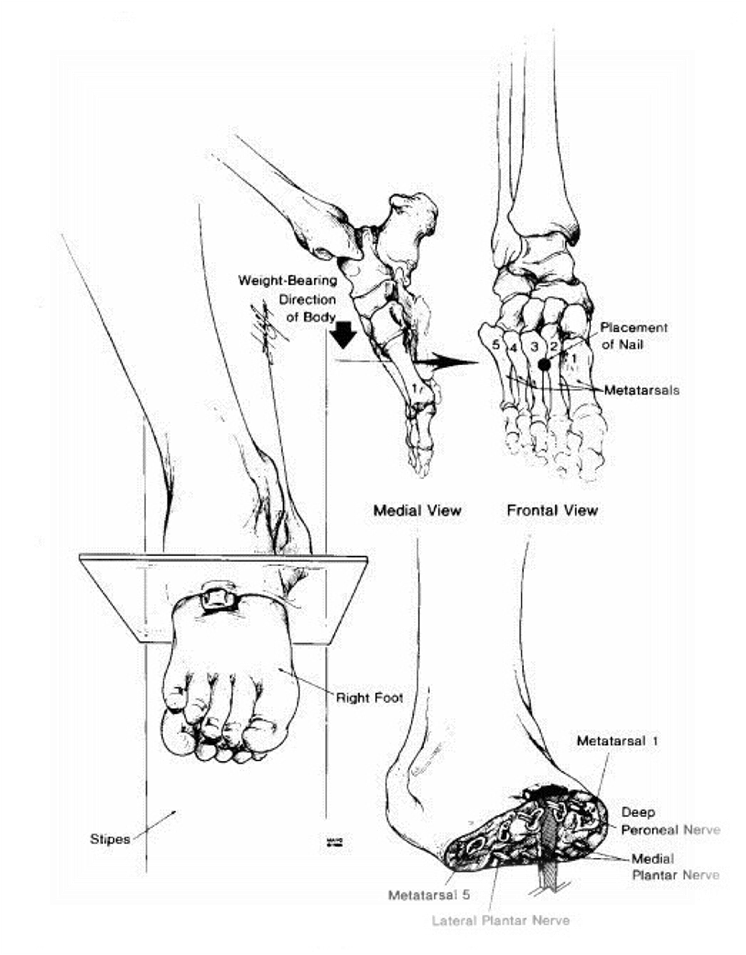 Weight-Bearing
Direction
of Body
Placement
of Nail
5
4
3
2
1
Metatarsals
1
Medial View
Frontal View
Right Foot
Stipes
Metatarsal 1
Deep
Peroneal Nerve
Medial
Plantar Nerve
Metatarsal 5
Lateral Plantar Nerve